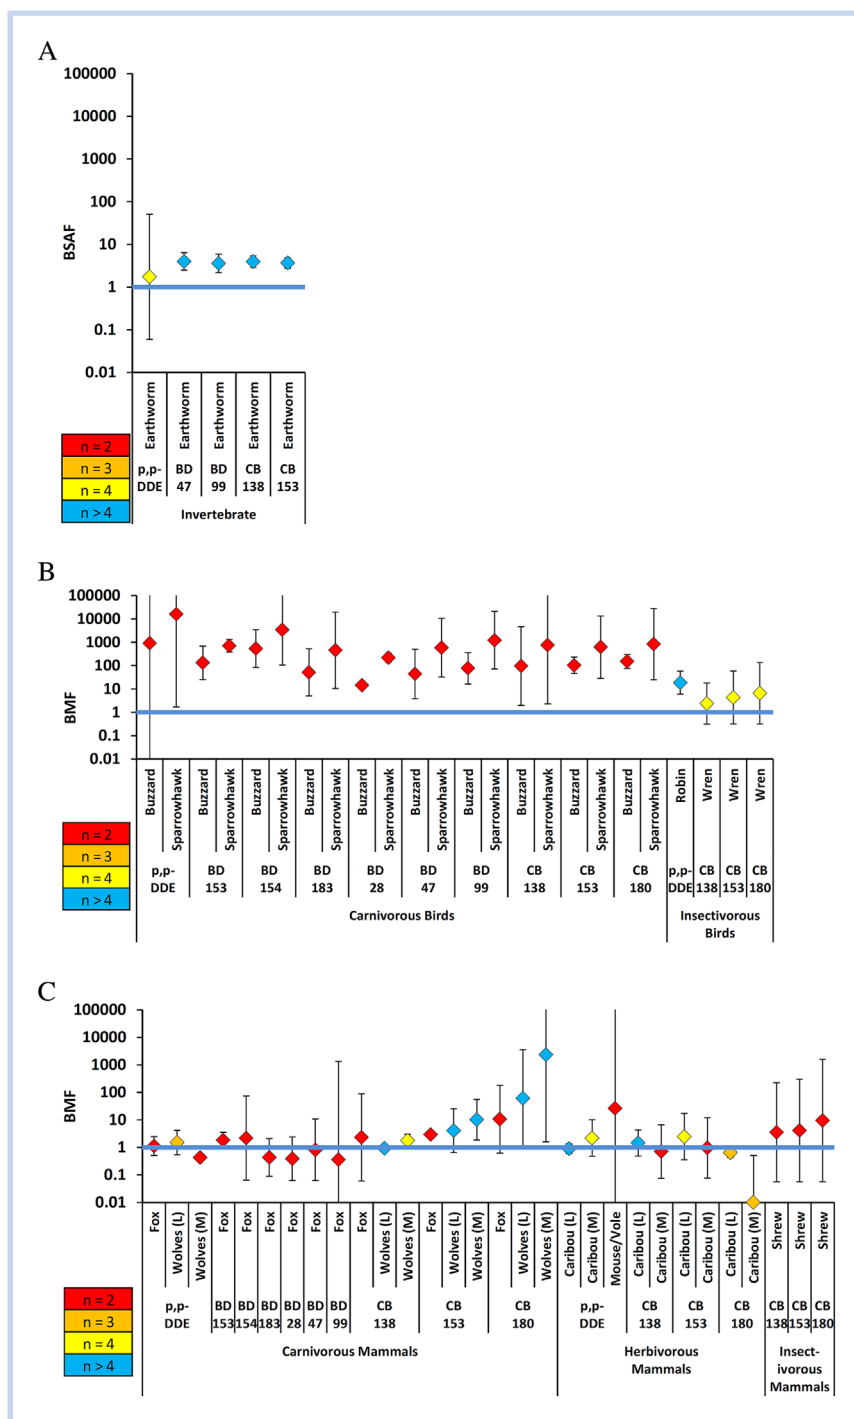 A
100000
10000
1000
100
10
1
0.1
0.01
BSAF
Earthworm Earthworm Earthworm Earthworm Earthworm
n = 2
n = 3
n = 4
n > 4
p,p- BD BD CB CB
DDE 47 99 138 153
Invertebrate
B
100000
10000
1000
100
10
1
0.1
0.01
BMF
Buzzard Sparrowhawk Buzzard Sparrowhawk Buzzard Sparrowhawk Buzzard Sparrowhawk Buzzard Sparrowhawk Buzzard Sparrowhawk Buzzard Sparrowhawk Buzzard Sparrowhawk Buzzard Sparrowhawk Buzzard Sparrowhawk Robin Wren Wren Wren
n = 2
n = 3
n = 4
n > 4
p,p- BD BD BD BD BD BD CB CB CB p,p- CB CB CB
DDE 153 154 183 28 47 99 138 153 180 DDE 138 153 180
Carnivorous Birds Insectivorous
Birds
C
100000
10000
1000
100
10
1
0.1
0.01
BMF
Fox Wolves (L) Wolves (M) Fox Fox Fox Fox Fox Fox Fox Wolves (L) Wolves (M) Fox Wolves (L) Wolves (M) Fox Wolves (L) Wolves (M) Caribou (L) Caribou (M) Mouse/Vole Caribou (L) Caribou (M) Caribou (L) Caribou (M) Caribou (L) Caribou (M) Shrew Shrew Shrew
n = 2
n = 3
n = 4
n > 4
p,p- BD BD BD BD BD BD CB CB CB p,p- CB CB CB CB CB CB
DDE 153 154 183 28 47 99 138 153 180 DDE 138 153 180 138 153 180
Carnivorous Mammals Herbivorous Insect-
Mammals ivorous
Mammals